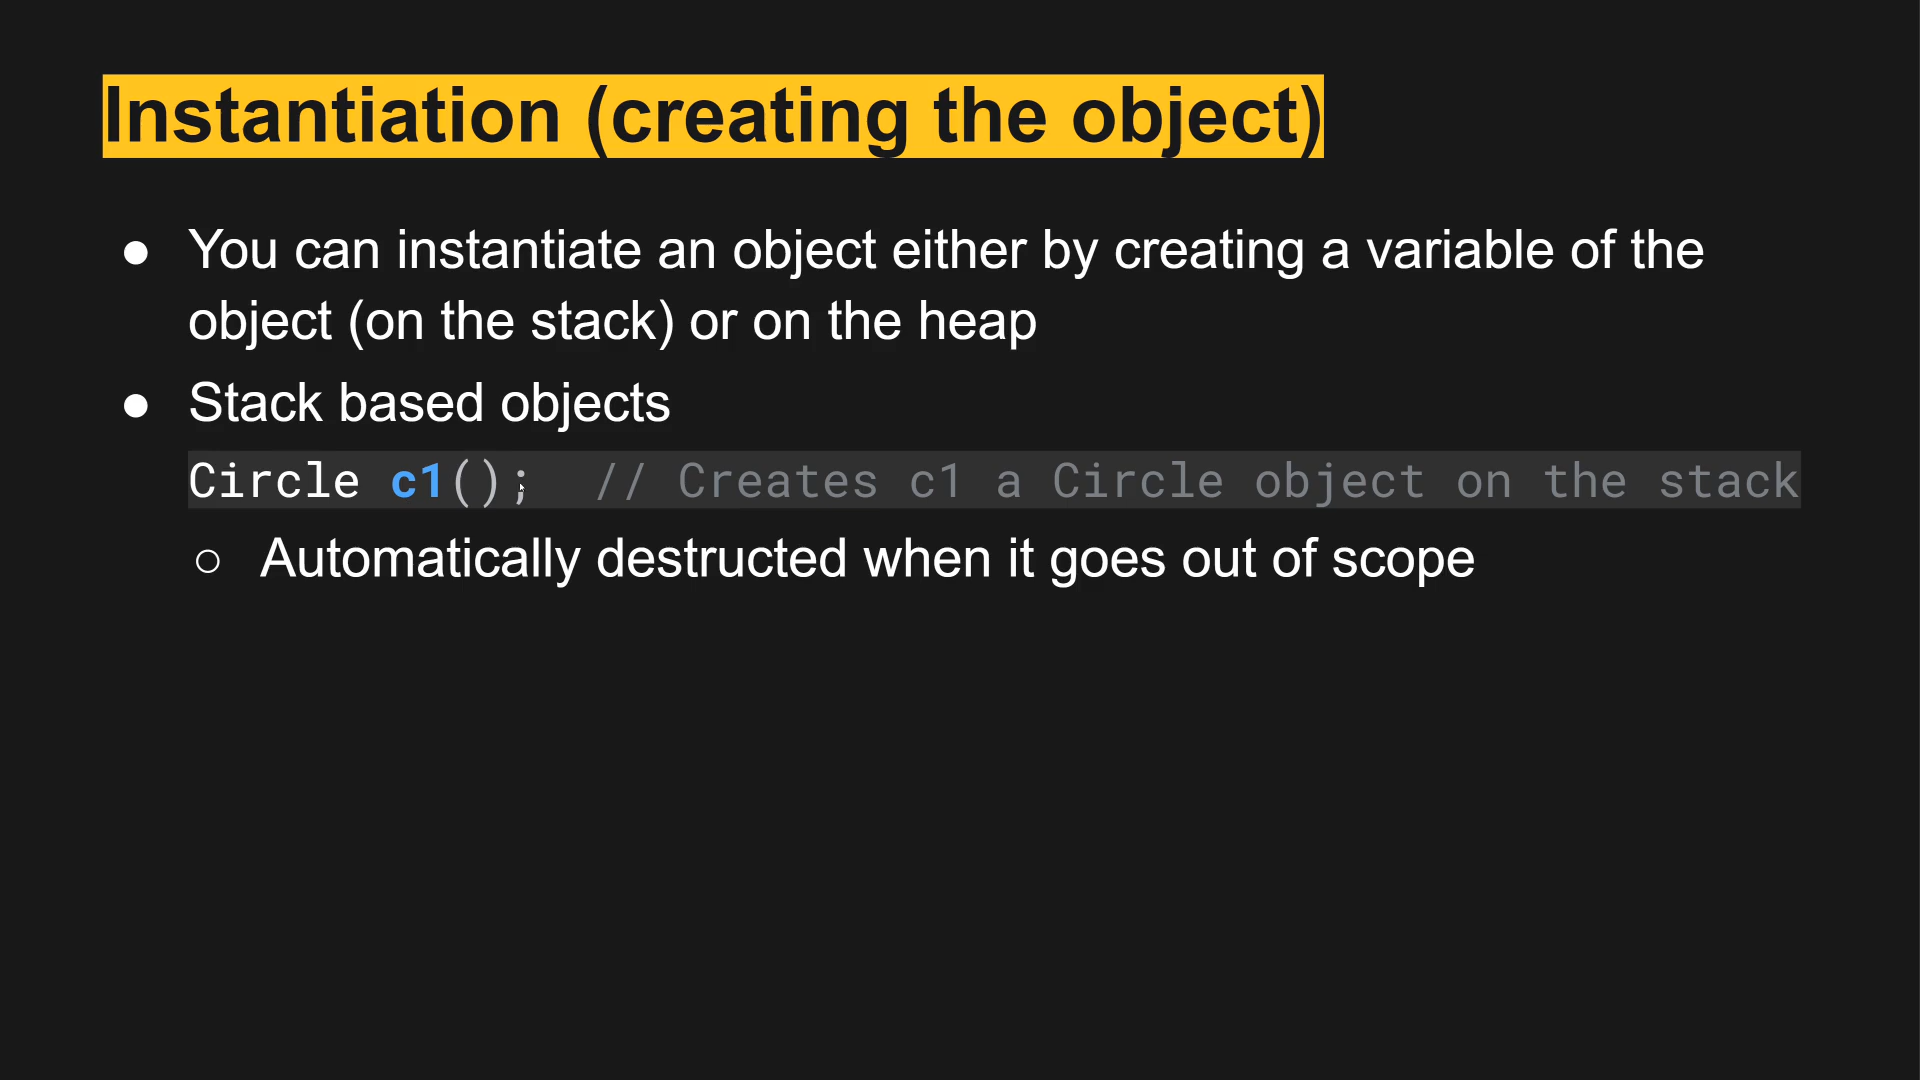 Instantiation (creating the object)
● You can instantiate an object either by creating a variable of the
object (on the stack) or on the heap
● Stack based objects
Circle c1();  // Creates c1 a Circle object on the stack
○ Automatically destructed when it goes out of scope